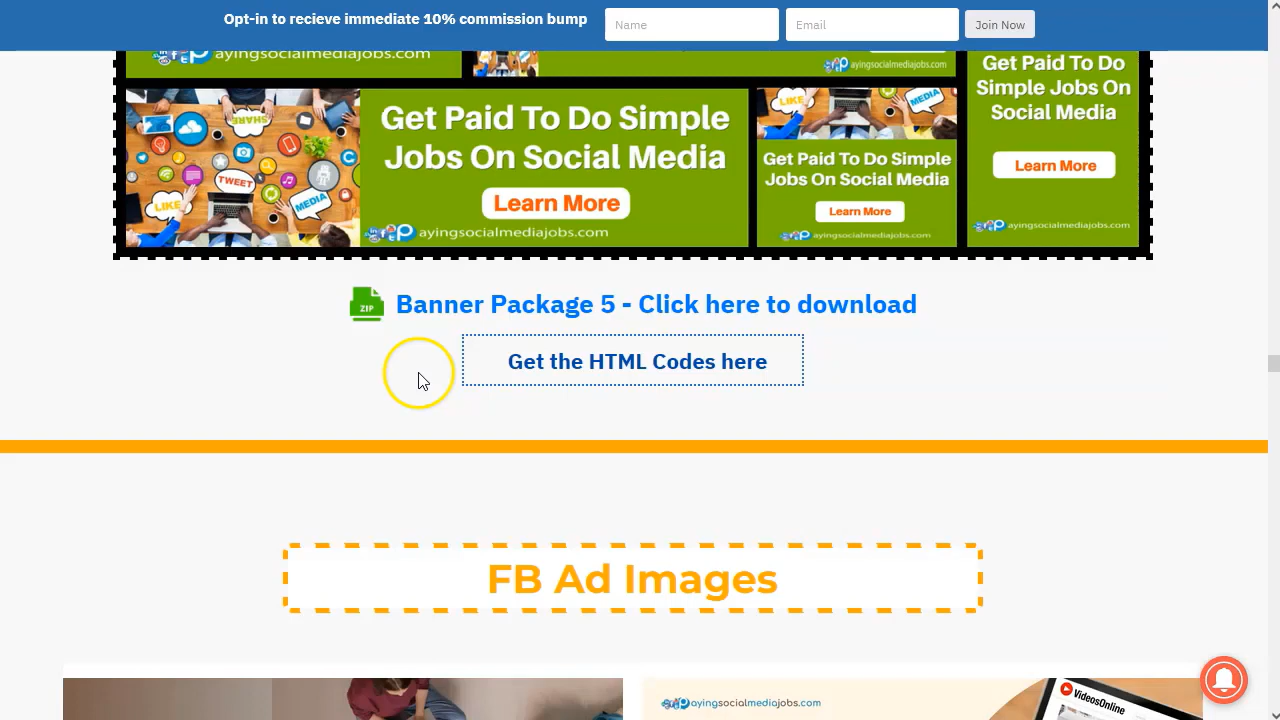 Opt-in to recieve immediate 10% commission bump
Name
Email
Join Now
ayingsocialmediajobs.com
ayingsocialmediajobs.com
Get Paid To Do
Simple Jobs On
Social Media
Learn More
ayingsocialmediajobs.com
SHARE
TWEET
LIKE
MEDIA
Get Paid To Do Simple
Jobs On Social Media
Learn More
ayingsocialmediajobs.com
LIKE
MEDIA
Get Paid To Do Simple
Jobs On Social Media
Learn More
ayingsocialmediajobs.com
ZIP
Banner Package 5 - Click here to download
Get the HTML Codes here
FB Ad Images
ayingsocialmediajobs.com
VideosOnline